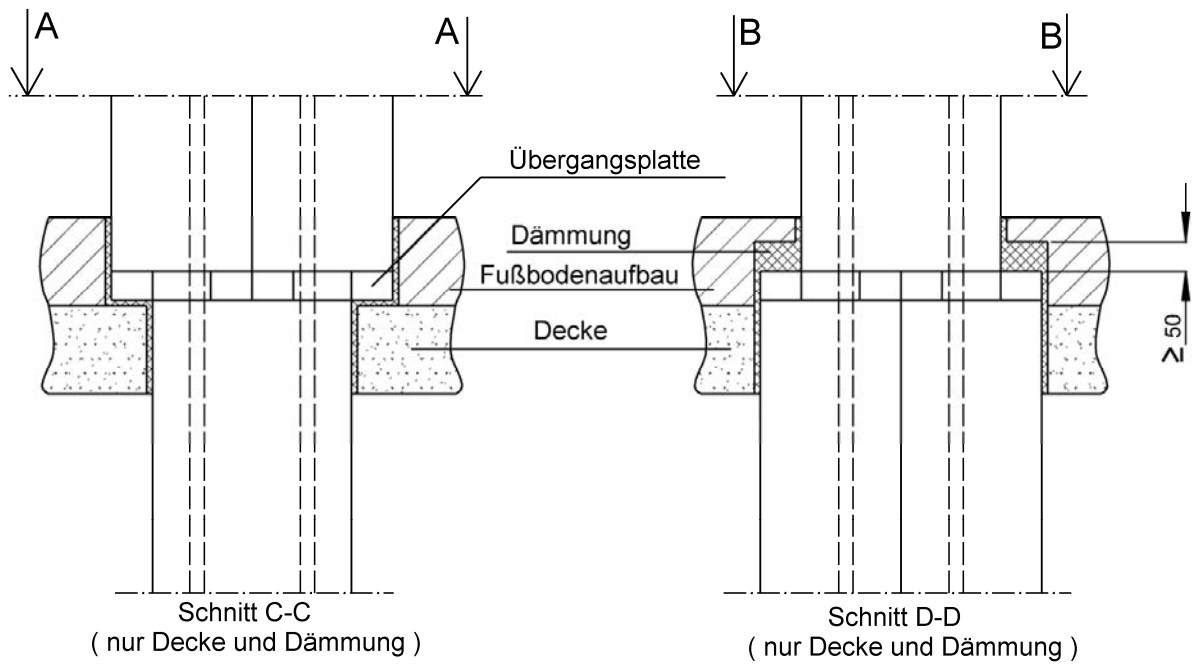 A
A
B
B
Übergangsplatte
Dämmung
Fußbodenaufbau
Decke
≥ 50
Schnitt C-C
( nur Decke und Dämmung )
Schnitt D-D
( nur Decke und Dämmung )